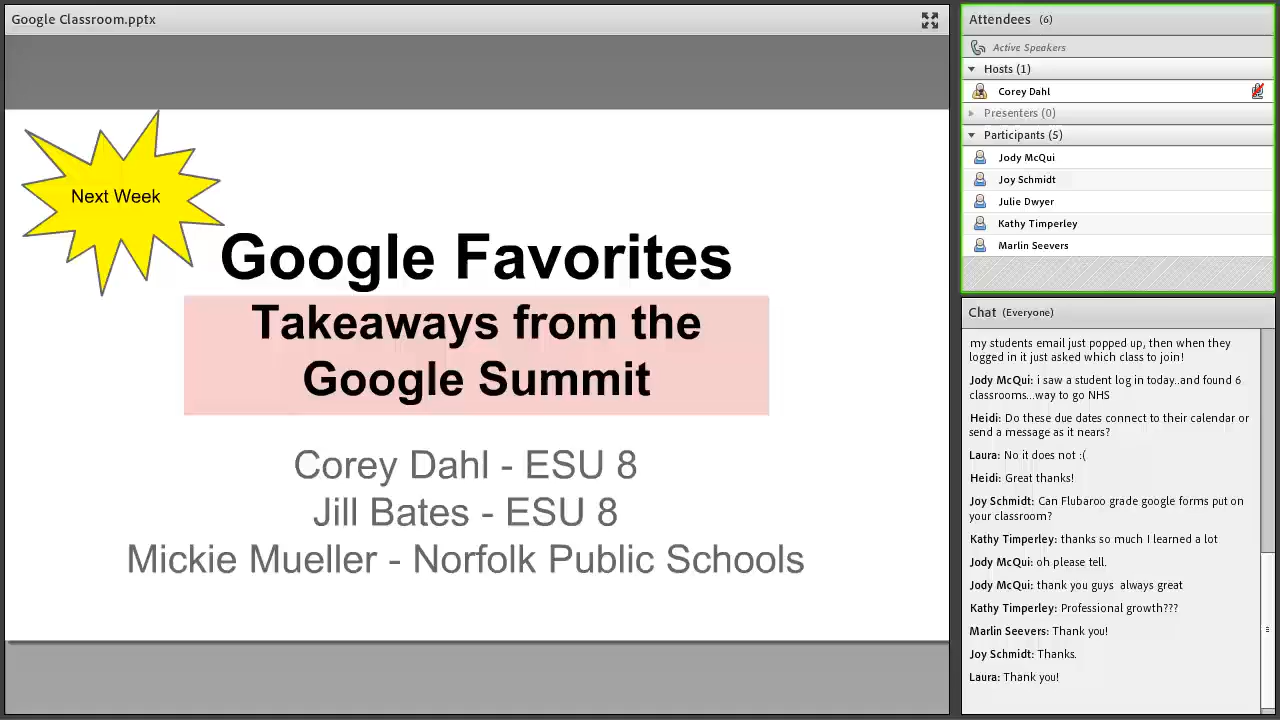 Google Classroom.pptx
Next Week
Google Favorites
Takeaways from the
Google Summit
Corey Dahl - ESU 8
Jill Bates - ESU 8
Mickie Mueller - Norfolk Public Schools
Attendees (6)
Active Speakers
Hosts (1)
Corey Dahl
Presenters (0)
Participants (5)
Jody McQui
Joy Schmidt
Julie Dwyer
Kathy Timperley
Marlin Seevers
Chat (Everyone)
my students email just popped up, then when they
logged in it just asked which class to join!
Jody McQui: i saw a student log in today..and found 6
classrooms...way to go NHS
Heidi: Do these due dates connect to their calendar or
send a message as it nears?
Laura: No it does not :(
Heidi: Great thanks!
Joy Schmidt: Can Flubaroo grade google forms put on
your classroom?
Kathy Timperley: thanks so much I learned a lot
Jody McQui: oh please tell.
Jody McQui: thank you guys always great
Kathy Timperley: Professional growth???
Marlin Seevers: Thank you!
Joy Schmidt: Thanks.
Laura: Thank you!